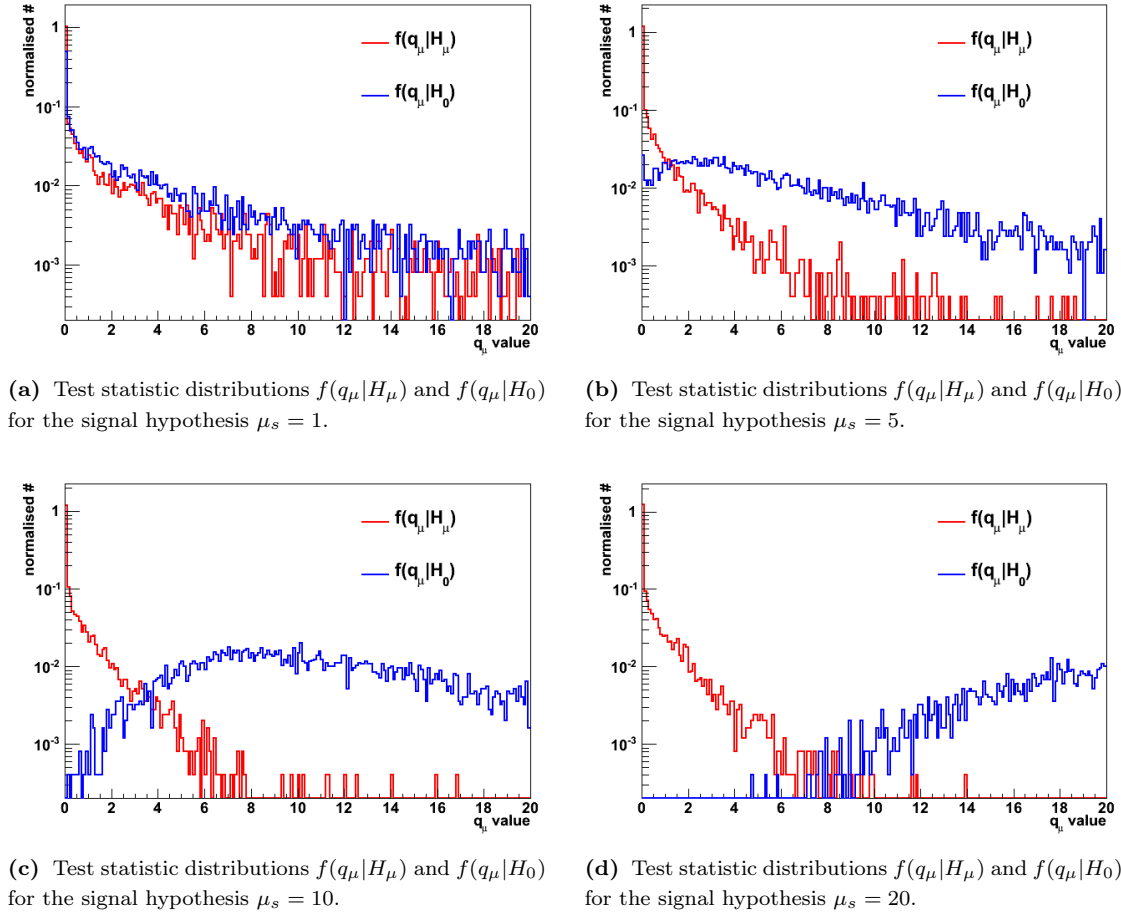 normalised #
1
10^-1
10^-2
10^-3
f(q_μ|H_μ)
f(q_μ|H_0)
0 2 4 6 8 10 12 14 16 18 20
q_μ value
normalised #
1
10^-1
10^-2
10^-3
f(q_μ|H_μ)
f(q_μ|H_0)
0 2 4 6 8 10 12 14 16 18 20
q_μ value
(a) Test statistic distributions f(q_μ|H_μ) and f(q_μ|H_0)
for the signal hypothesis μ_s = 1.
(b) Test statistic distributions f(q_μ|H_μ) and f(q_μ|H_0)
for the signal hypothesis μ_s = 5.
normalised #
1
10^-1
10^-2
10^-3
f(q_μ|H_μ)
f(q_μ|H_0)
0 2 4 6 8 10 12 14 16 18 20
q_μ value
normalised #
1
10^-1
10^-2
10^-3
f(q_μ|H_μ)
f(q_μ|H_0)
0 2 4 6 8 10 12 14 16 18 20
q_μ value
(c) Test statistic distributions f(q_μ|H_μ) and f(q_μ|H_0)
for the signal hypothesis μ_s = 10.
(d) Test statistic distributions f(q_μ|H_μ) and f(q_μ|H_0)
for the signal hypothesis μ_s = 20.